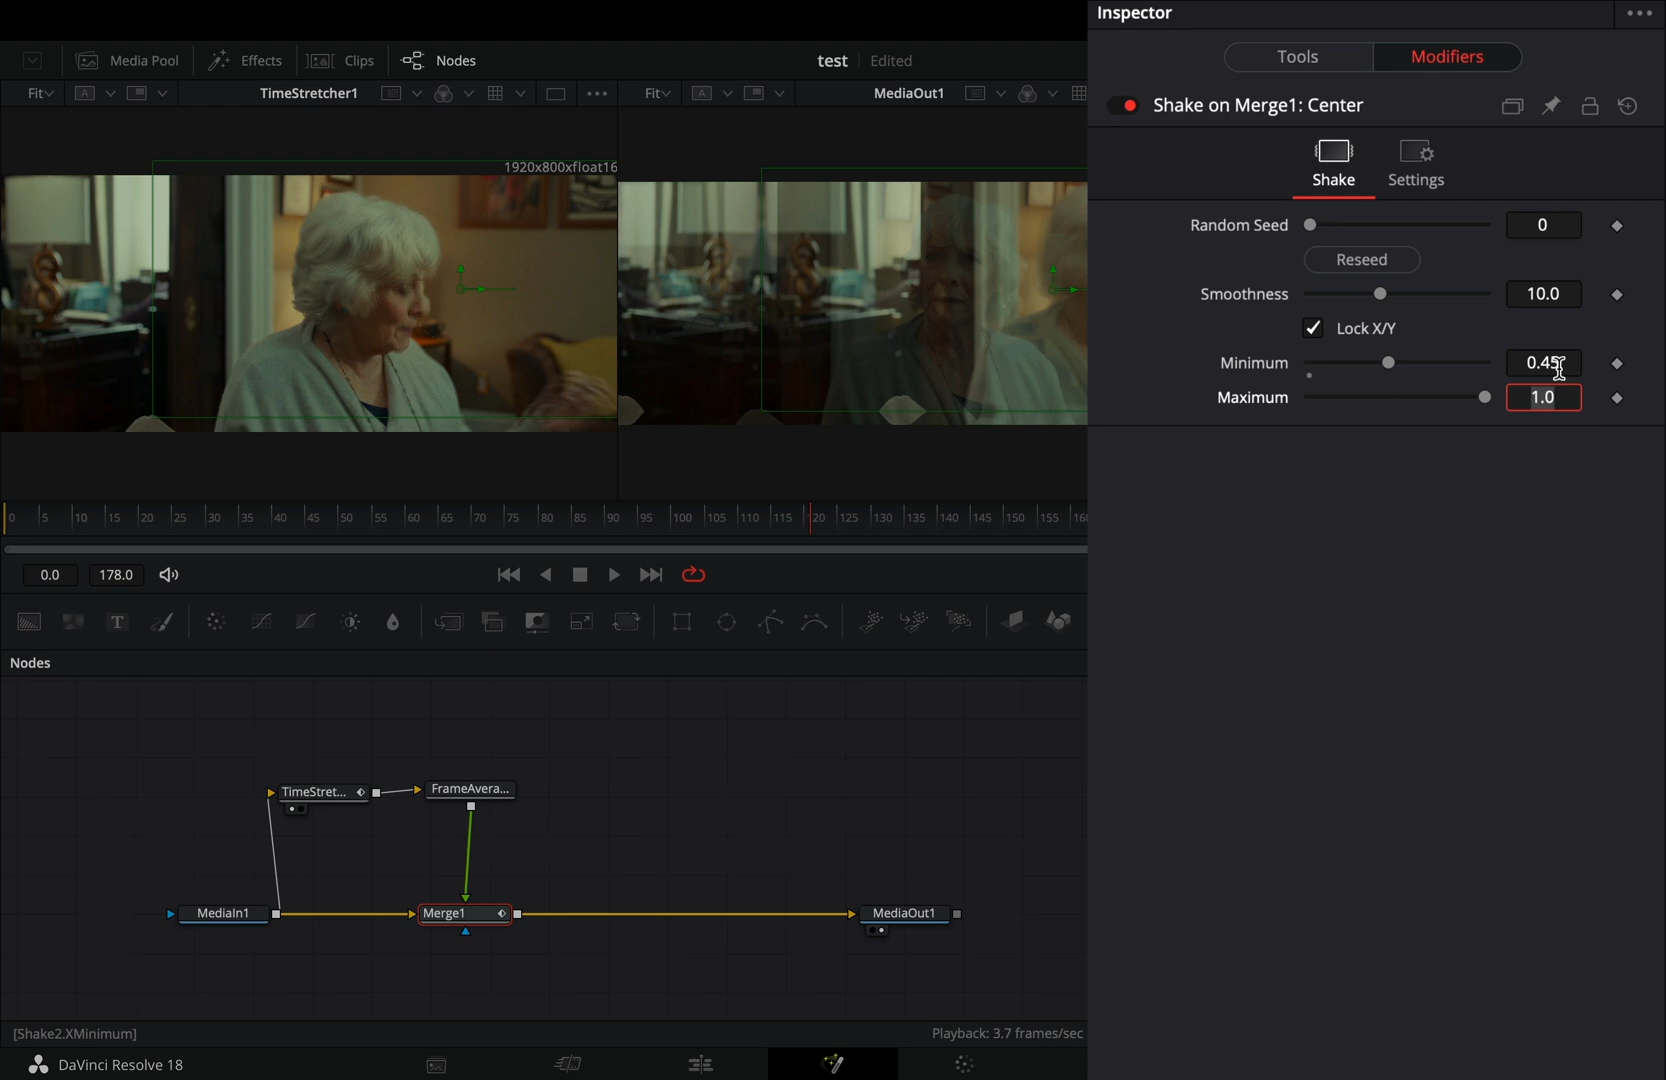 Inspector
Tools
Modifiers
Media Pool
Effects
Clips
Nodes
test
Edited
Fit
A
TimeStretcher1
Fit
A
MediaOut1
Shake on Merge1: Center
1920x800xfloat16
Shake
Settings
Random Seed
0
Reseed
Smoothness
10.0
Lock X/Y
Minimum
0.45
Maximum
1.0
0 5 10 15 20 25 30 35 40 45 50 55 60 65 70 75 80 85 90 95 100 105 110 115 20 125 130 135 140 145 150 155 16
0.0
178.0
T
Nodes
TimeStret...
FrameAvera...
MediaIn1
Merge1
MediaOut1
[Shake2.XMinimum]
Playback: 3.7 frames/sec
DaVinci Resolve 18